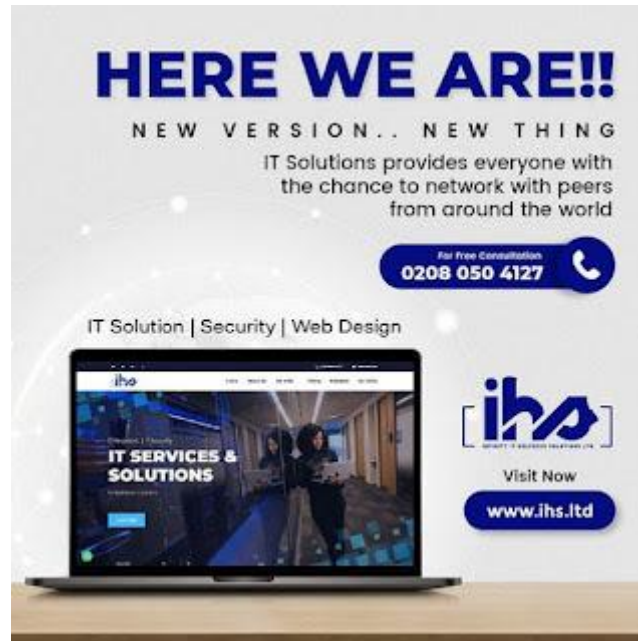 HERE WE ARE!!
NEW VERSION.. NEW THING
IT Solutions provides everyone with
the chance to network with peers
from around the world
For Free Consultation
0208 050 4127
IT Solution | Security | Web Design
ihs
IT SERVICES &
SOLUTIONS
ihs
Visit Now
www.ihs.ltd